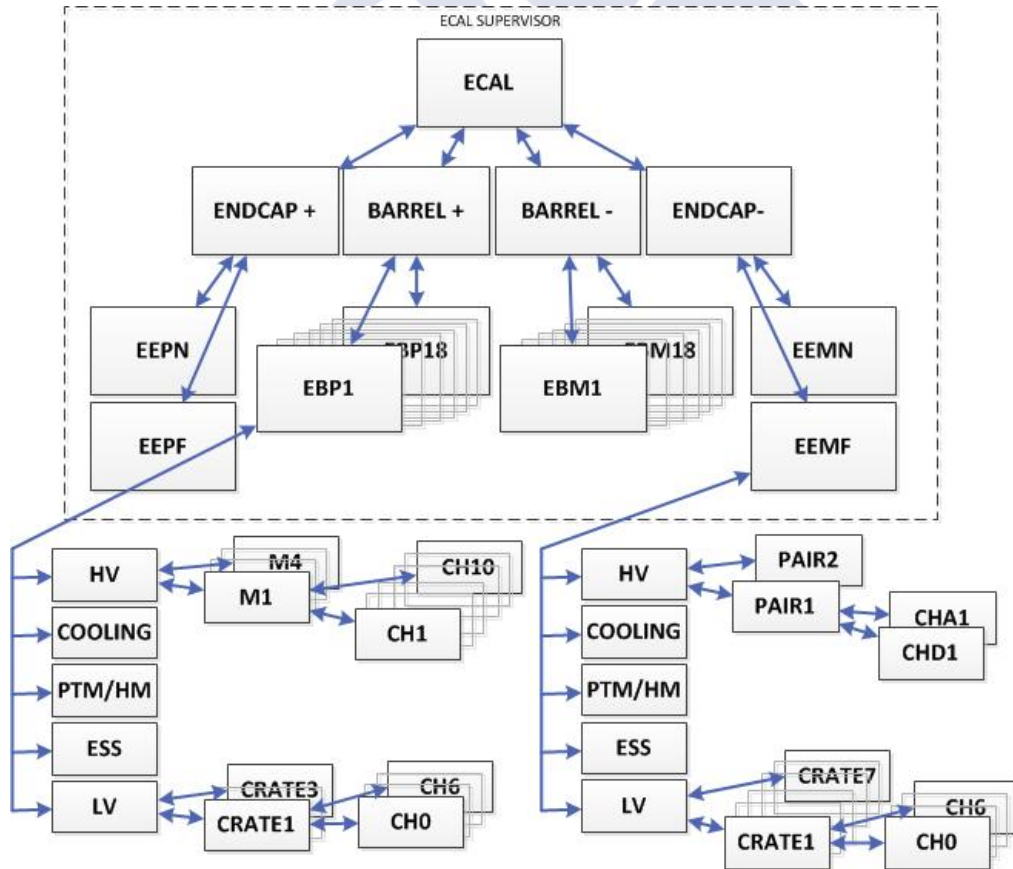 ECAL SUPERVISOR
ECAL
ENDCAP +
BARREL +
BARREL -
ENDCAP-
EEPN
EBP18
EBM18
EEMN
EBP1
EBM1
EEPF
EEMF
HV
M4
CH10
M1
CH1
COOLING
PTM/HM
ESS
LV
CRATE3
CH6
CRATE1
CH0
HV
PAIR2
PAIR1
CHA1
CHD1
COOLING
PTM/HM
ESS
LV
CRATE7
CH6
CRATE1
CH0